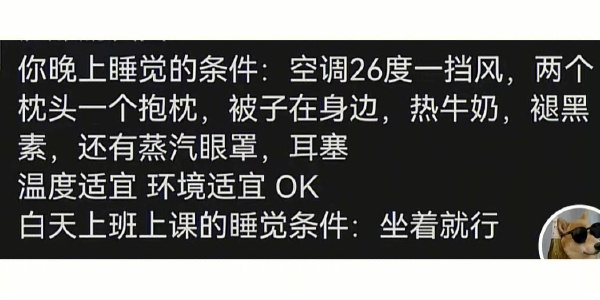 你晚上睡觉的条件：空调26度一挡风，两个
枕头一个抱枕，被子在身边，热牛奶，褪黑
素，还有蒸汽眼罩，耳塞
温度适宜 环境适宜 OK
白天上班上课的睡觉条件：坐着就行